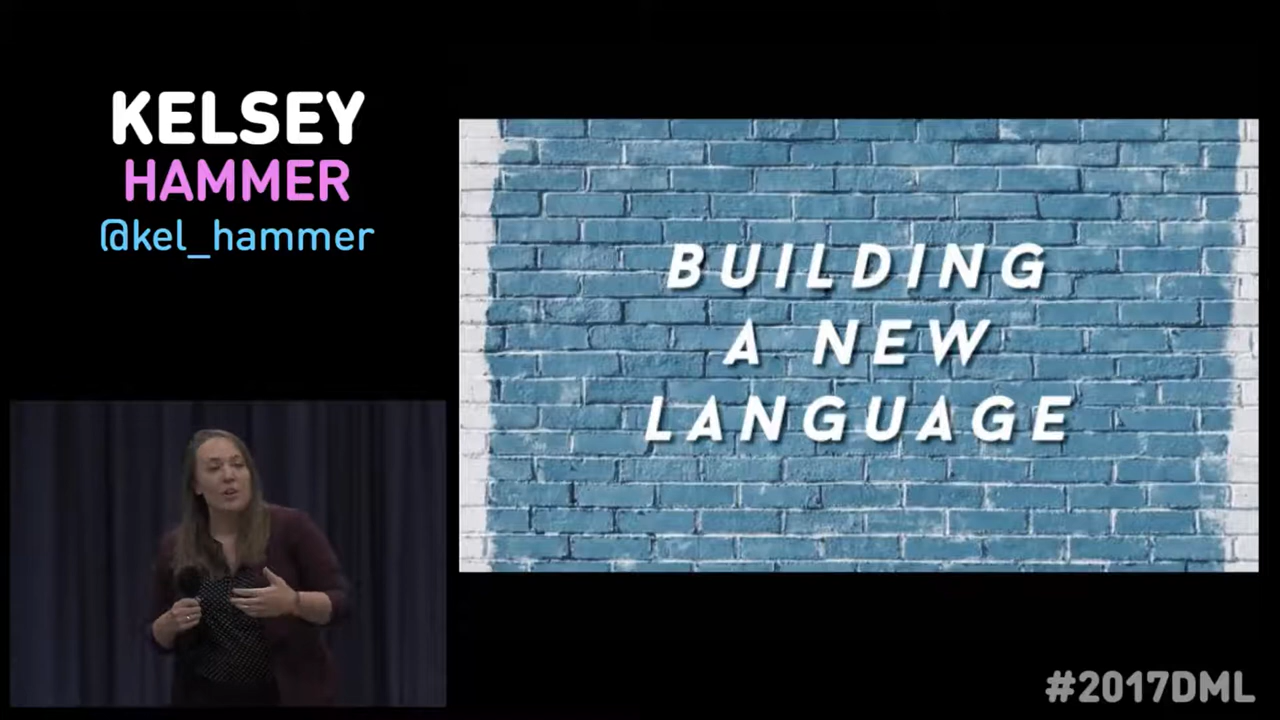 KELSEY
HAMMER
@kel_hammer
BUILDING
A NEW
LANGUAGE
#2017DML